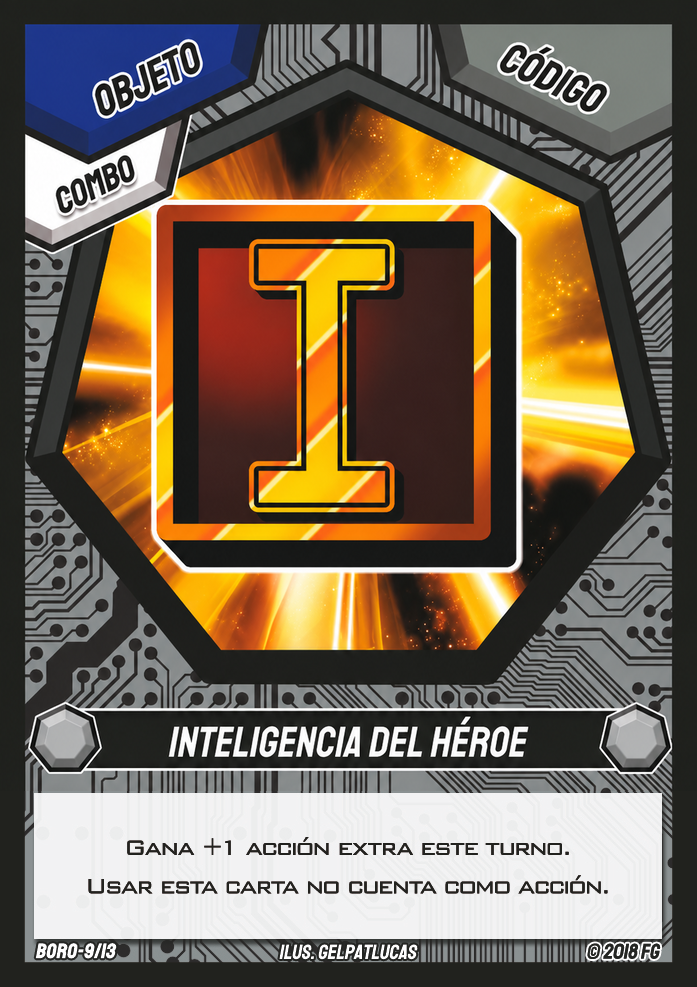 OBJETO
CÓDIGO
COMBO
I
INTELIGENCIA DEL HÉROE
GANA +1 ACCIÓN EXTRA ESTE TURNO.
USAR ESTA CARTA NO CUENTA COMO ACCIÓN.
BORO-9/13
ILUS. GELPATLUCAS
© 2018 FG